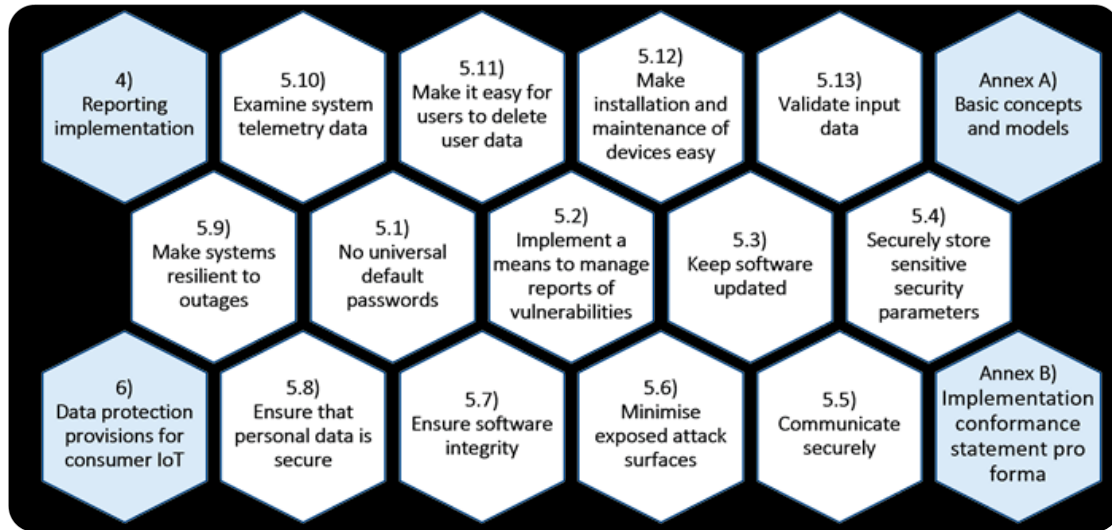 4)
Reporting
implementation
5.10)
Examine system
telemetry data
5.11)
Make it easy for
users to delete
user data
5.12)
Make
installation and
maintenance of
devices easy
5.13)
Validate input
data
Annex A)
Basic concepts
and models
5.9)
Make systems
resilient to
outages
5.1)
No universal
default
passwords
5.2)
Implement a
means to manage
reports of
vulnerabilities
5.3)
Keep software
updated
5.4)
Securely store
sensitive
security
parameters
6)
Data protection
provisions for
consumer IoT
5.8)
Ensure that
personal data is
secure
5.7)
Ensure software
integrity
5.6)
Minimise
exposed attack
surfaces
5.5)
Communicate
securely
Annex B)
Implementation
conformance
statement pro
forma